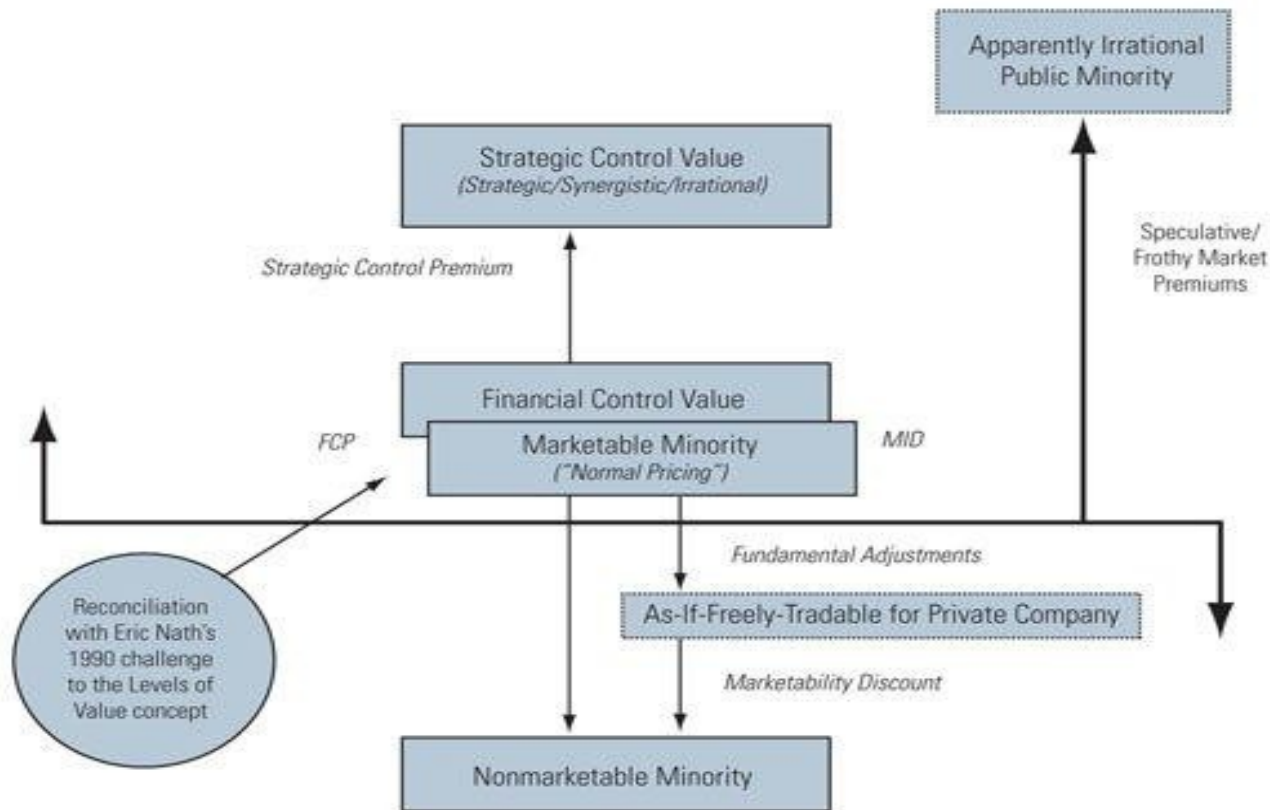 Apparently Irrational
Public Minority
Strategic Control Value
(Strategic/Synergistic/Irrational)
Strategic Control Premium
Speculative/
Frothy Market
Premiums
Financial Control Value
FCP
Marketable Minority
("Normal Pricing")
MID
Fundamental Adjustments
Reconciliation
with Eric Nath's
1990 challenge
to the Levels of
Value concept
As-If-Freely-Tradable for Private Company
Marketability Discount
Nonmarketable Minority